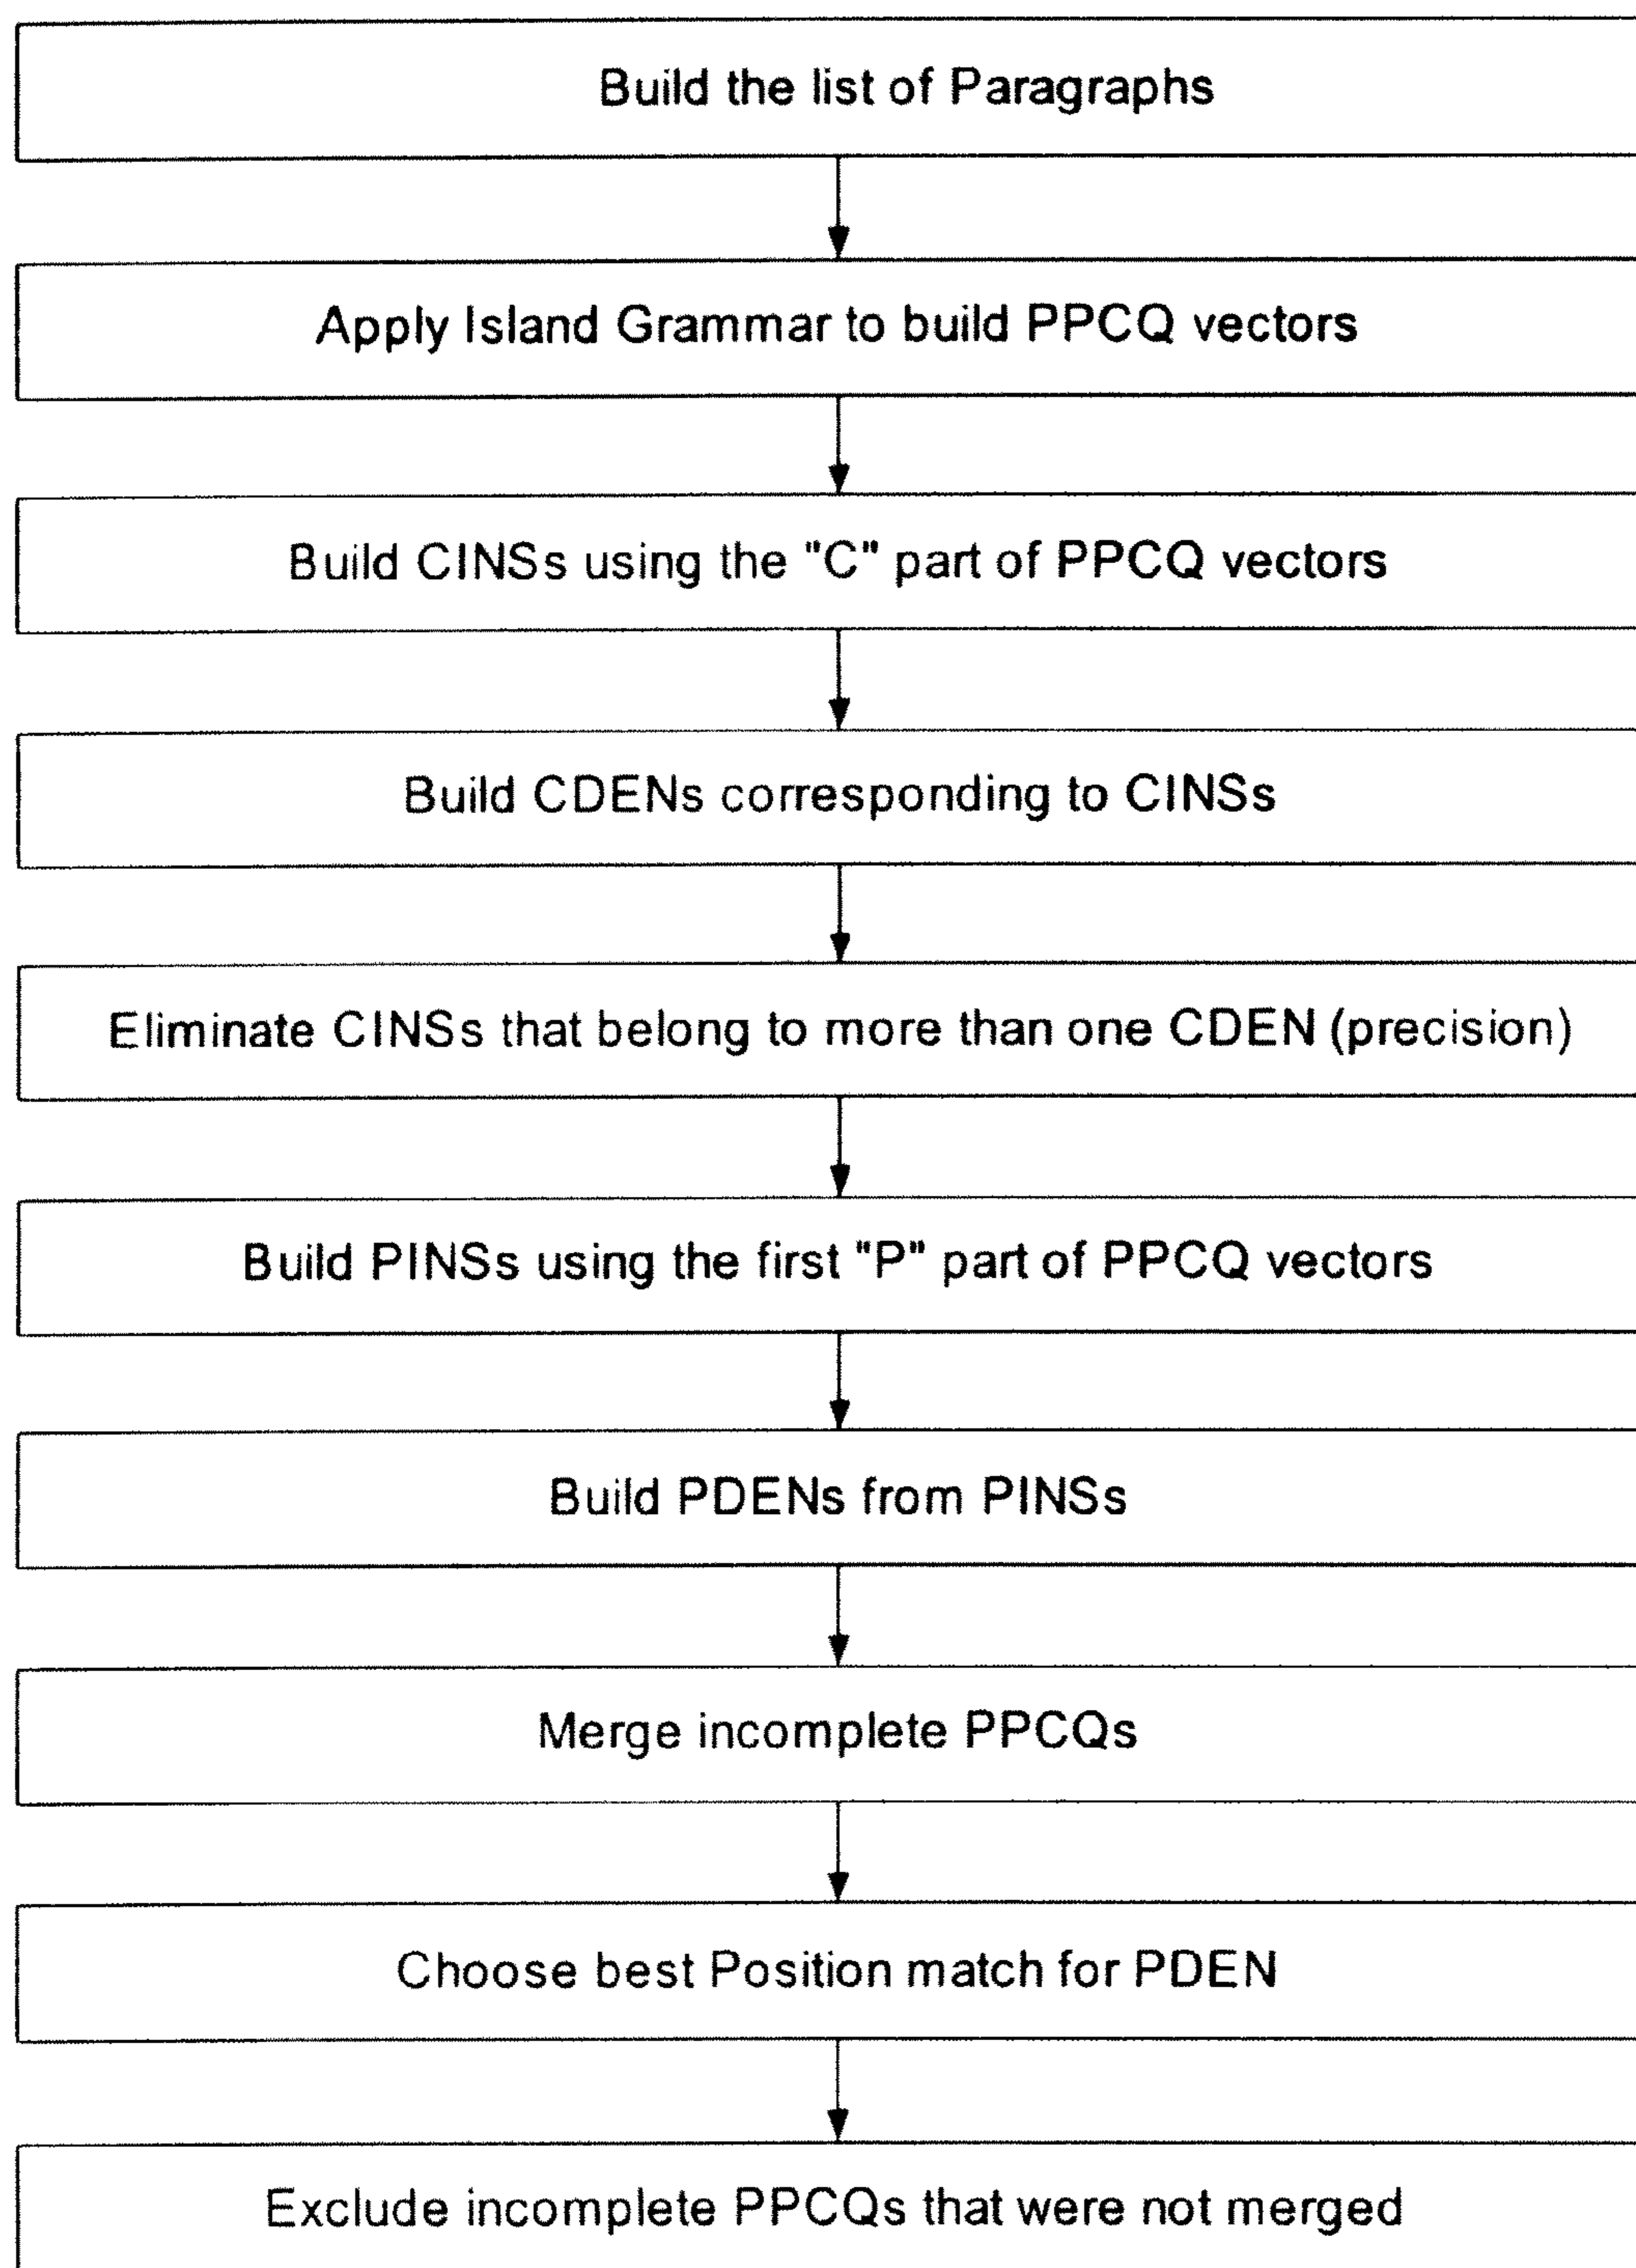 Build the list of Paragraphs
Apply Island Grammar to build PPCQ vectors
Build CINSs using the "C" part of PPCQ vectors
Build CDENs corresponding to CINSs
Eliminate CINSs that belong to more than one CDEN (precision)
Build PINSs using the first "P" part of PPCQ vectors
Build PDENs from PINSs
Merge incomplete PPCQs
Choose best Position match for PDEN
Exclude incomplete PPCQs that were not merged